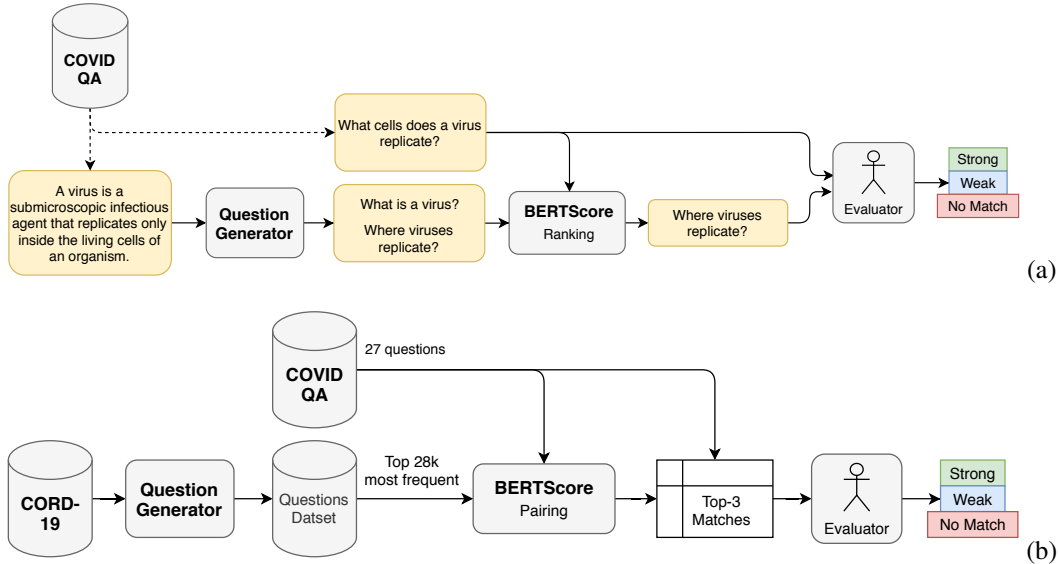 COVID
QA
What cells does a virus
replicate?
A virus is a
submicroscopic infectious
agent that replicates only
inside the living cells of
an organism.
Question
Generator
What is a virus?
Where viruses
replicate?
BERTScore
Ranking
Where viruses
replicate?
Evaluator
Strong
Weak
No Match
(a)
27 questions
COVID
QA
CORD-
19
Question
Generator
Questions
Datset
Top 28k
most frequent
BERTScore
Pairing
Top-3
Matches
Evaluator
Strong
Weak
No Match
(b)